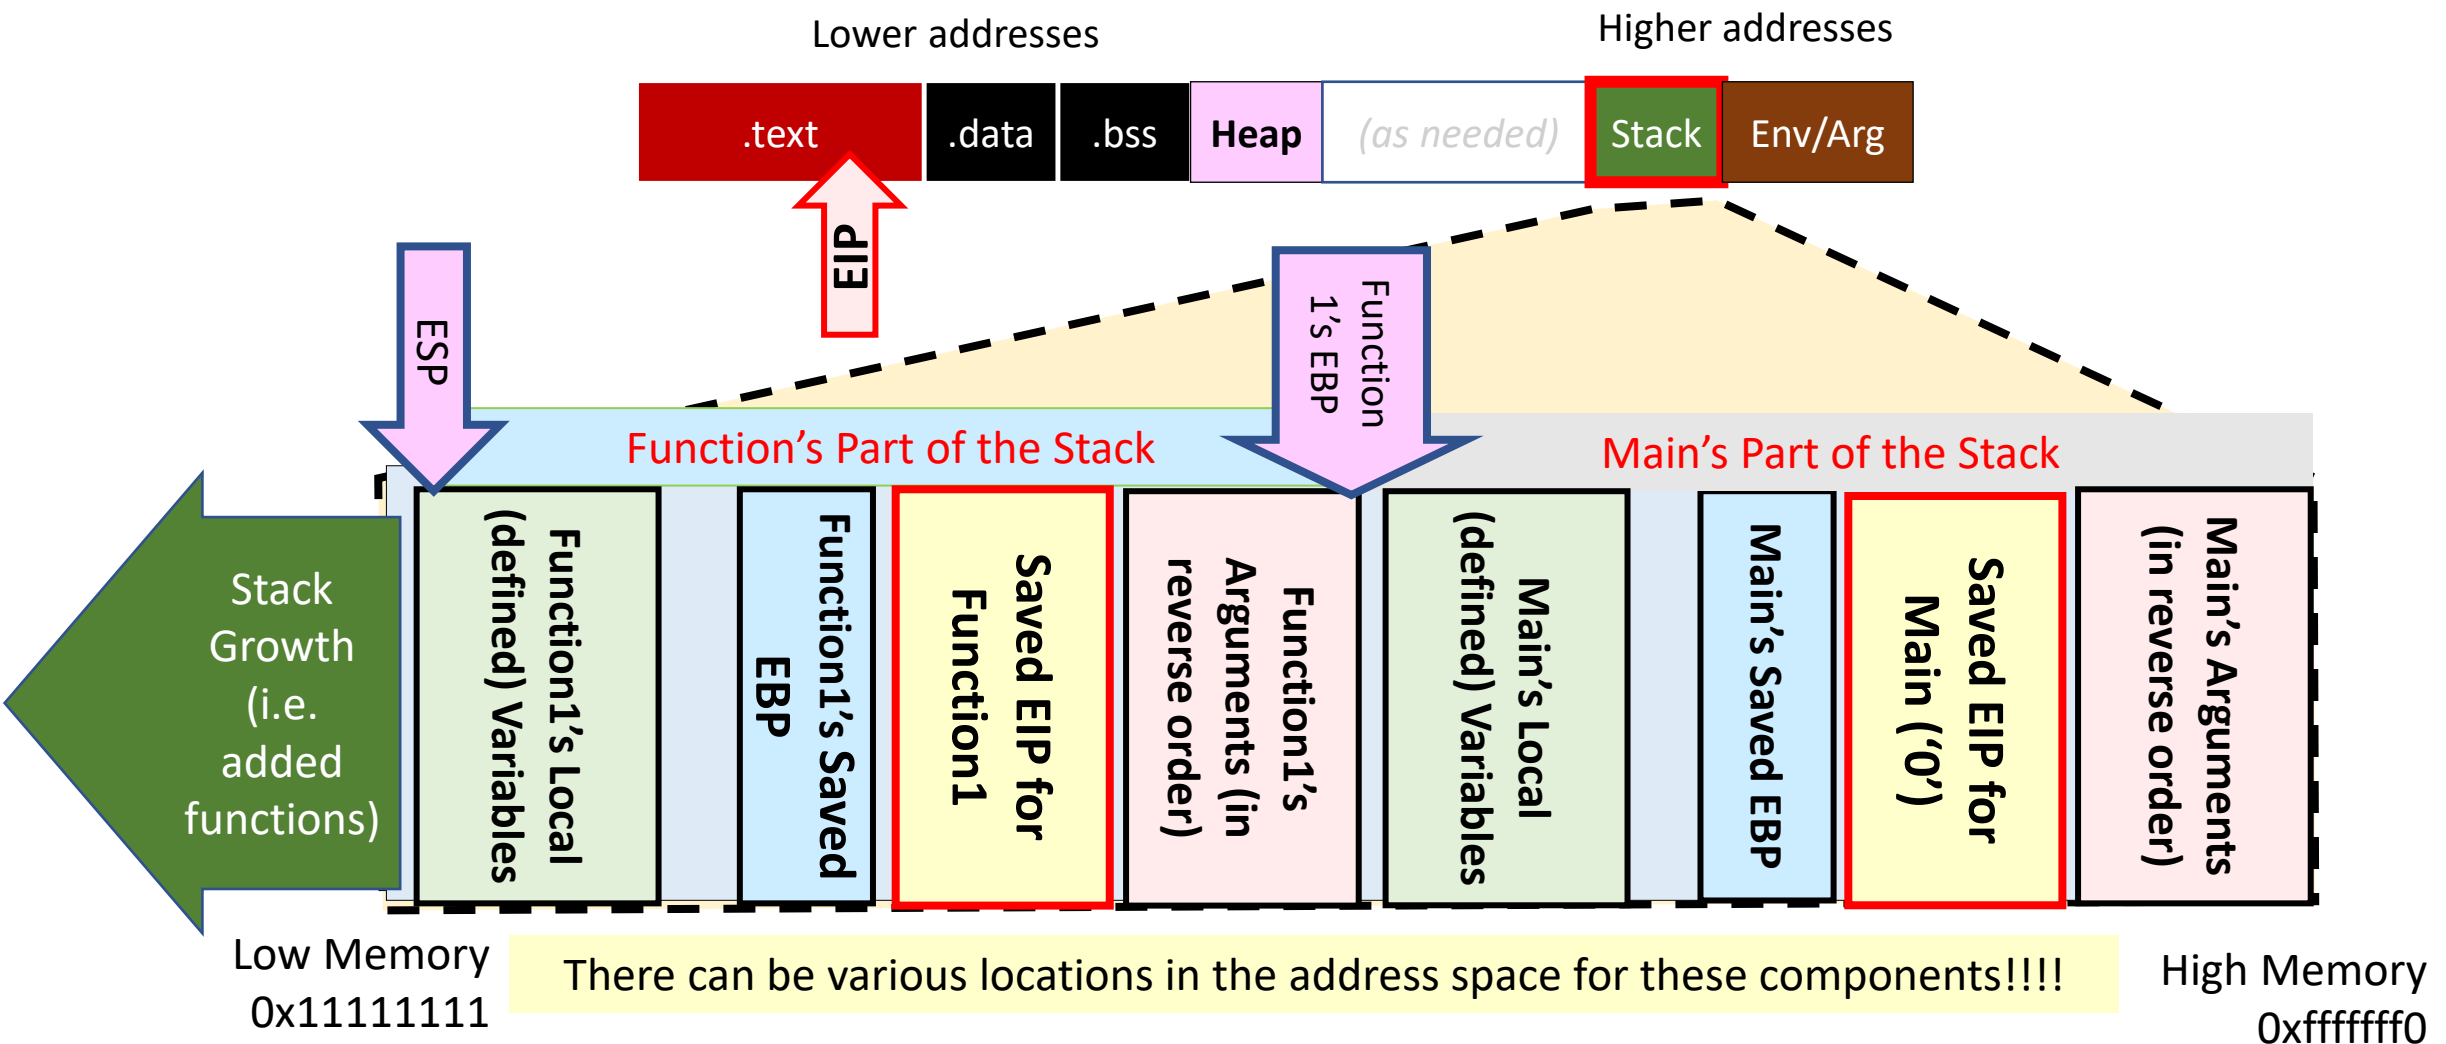 Lower addresses
Higher addresses
.text
.data
.bss
Heap
(as needed)
Stack
Env/Arg
EIP
ESP
Function
1's EBP
Function's Part of the Stack
Main's Part of the Stack
Stack
Growth
(i.e.
added
functions)
Function1's Local
(defined) Variables
Function1's Saved
EBP
Saved EIP for
Function1
Function1's
Arguments (in
reverse order)
Main's Local
(defined) Variables
Main's Saved EBP
Saved EIP for
Main ('0')
Main's Arguments
(in reverse order)
Low Memory
0x11111111
There can be various locations in the address space for these components!!!!
High Memory
0xfffffff0